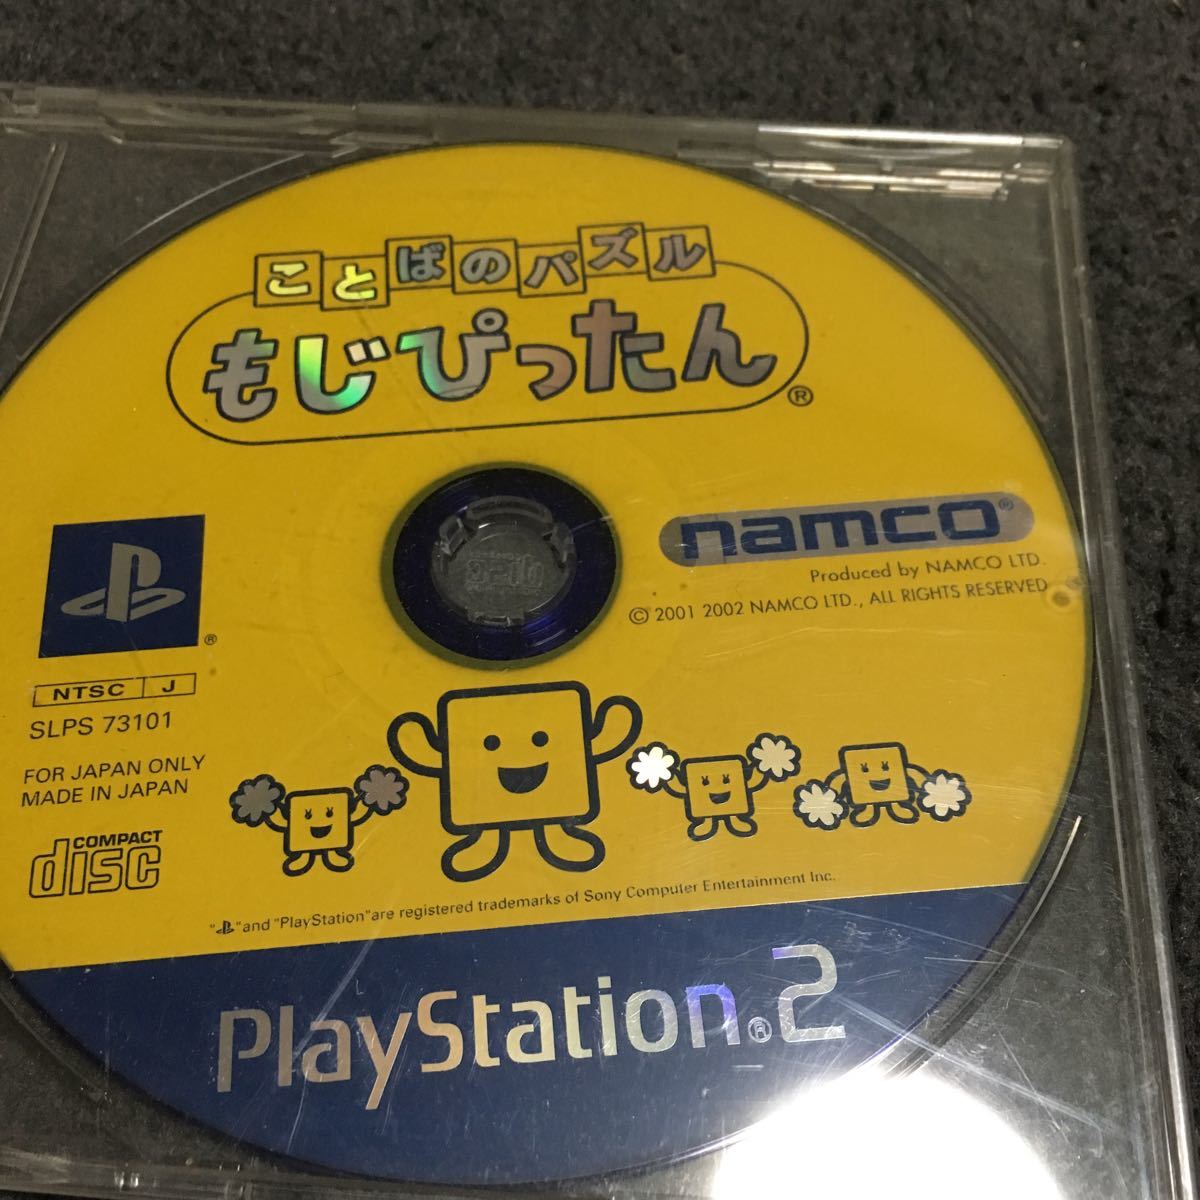 ことばのパズル
もじぴったん®
namco®
Produced by NAMCO LTD.
© 2001 2002 NAMCO LTD., ALL RIGHTS RESERVED
®
NTSC J
SLPS 73101
FOR JAPAN ONLY
MADE IN JAPAN
COMPACT
disc
" "and "PlayStation"are registered trademarks of Sony Computer Entertainment Inc.
PlayStation®2